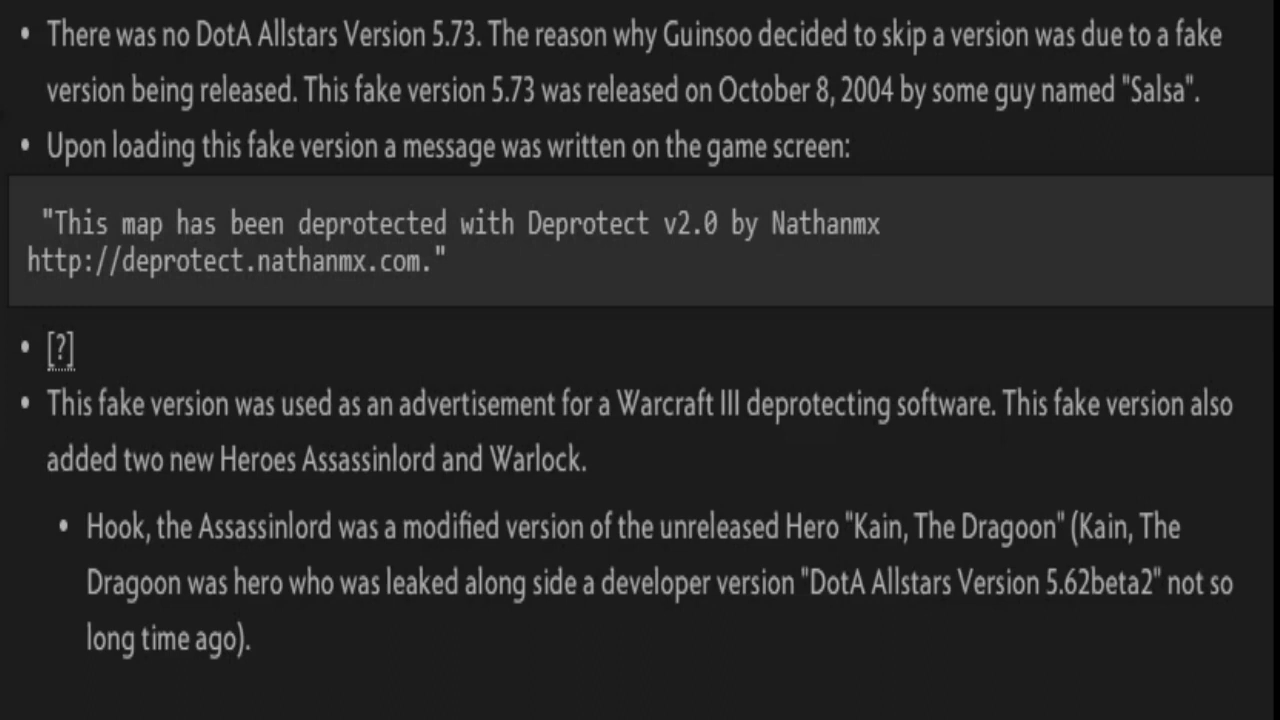 • There was no DotA Allstars Version 5.73. The reason why Guinsoo decided to skip a version was due to a fake
version being released. This fake version 5.73 was released on October 8, 2004 by some guy named "Salsa".
• Upon loading this fake version a message was written on the game screen:
"This map has been deprotected with Deprotect v2.0 by Nathanmx
http://deprotect.nathanmx.com."
• [?]
• This fake version was used as an advertisement for a Warcraft III deprotecting software. This fake version also
added two new Heroes Assassinlord and Warlock.
• Hook, the Assassinlord was a modified version of the unreleased Hero "Kain, The Dragoon" (Kain, The
Dragoon was hero who was leaked along side a developer version "DotA Allstars Version 5.62beta2" not so
long time ago).